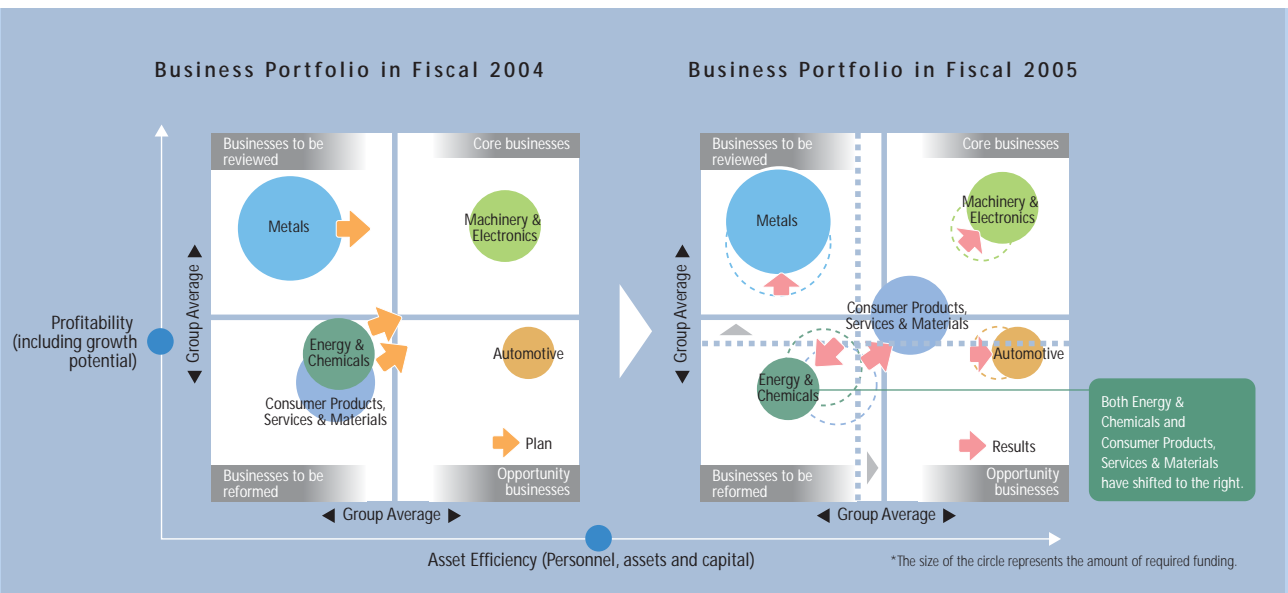 Business Portfolio in Fiscal 2004
Business Portfolio in Fiscal 2005
Profitability
(including growth
potential)
Group Average
Businesses to be
reviewed
Core businesses
Metals
Machinery &
Electronics
Energy &
Chemicals
Consumer Products,
Services & Materials
Automotive
Plan
Businesses to be
reformed
Opportunity
businesses
Group Average
Group Average
Businesses to be
reviewed
Core businesses
Metals
Machinery &
Electronics
Consumer Products,
Services & Materials
Automotive
Energy &
Chemicals
Results
Businesses to be
reformed
Opportunity
businesses
Group Average
Both Energy &
Chemicals and
Consumer Products,
Services & Materials
have shifted to the right.
Asset Efficiency (Personnel, assets and capital)
*The size of the circle represents the amount of required funding.